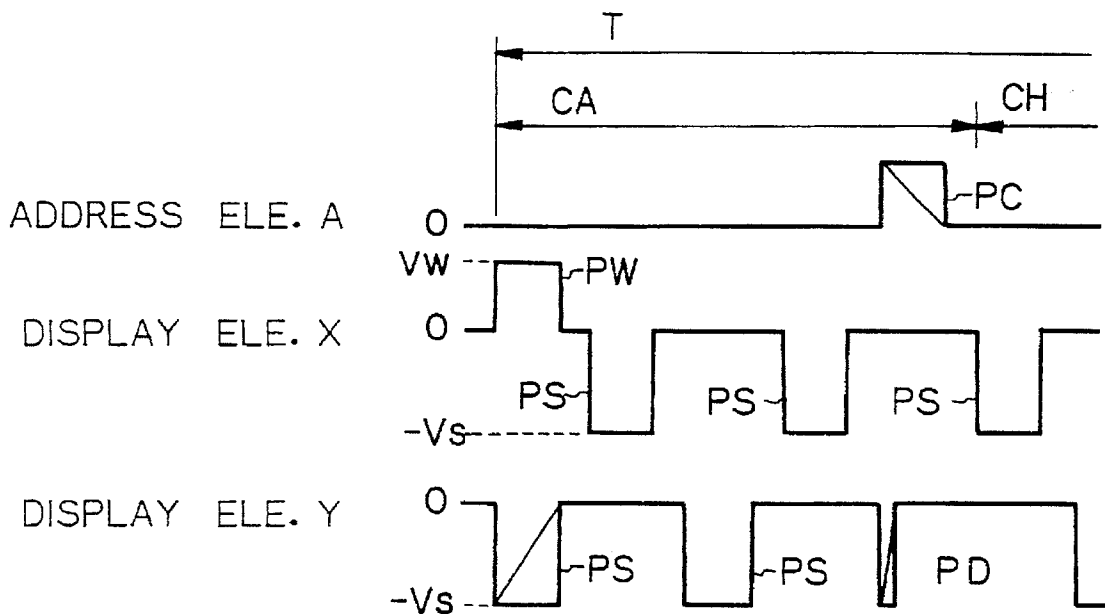 T
CA CH
ADDRESS ELE. A 0 PC
VW PW
DISPLAY ELE. X 0
PS PS PS
-Vs
DISPLAY ELE. Y 0
PS PS PD
-Vs